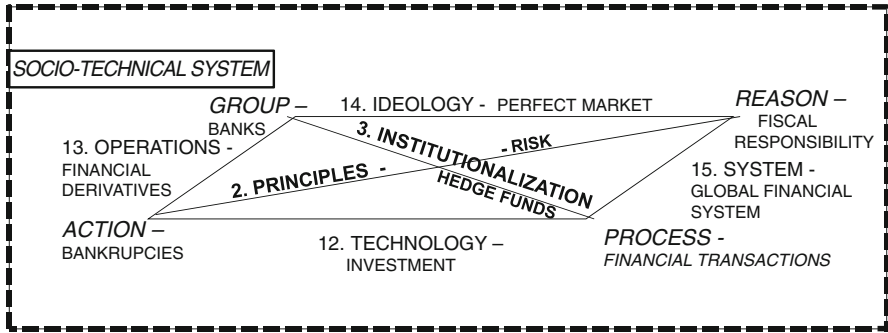 SOCIO-TECHNICAL SYSTEM
GROUP –
BANKS
14. IDEOLOGY - PERFECT MARKET
REASON –
FISCAL
RESPONSIBILITY
13. OPERATIONS -
FINANCIAL
DERIVATIVES
3. INSTITUTIONALIZATION
HEDGE FUNDS
2. PRINCIPLES - - RISK
15. SYSTEM -
GLOBAL FINANCIAL
SYSTEM
ACTION –
BANKRUPCIES
12. TECHNOLOGY –
INVESTMENT
PROCESS -
FINANCIAL TRANSACTIONS